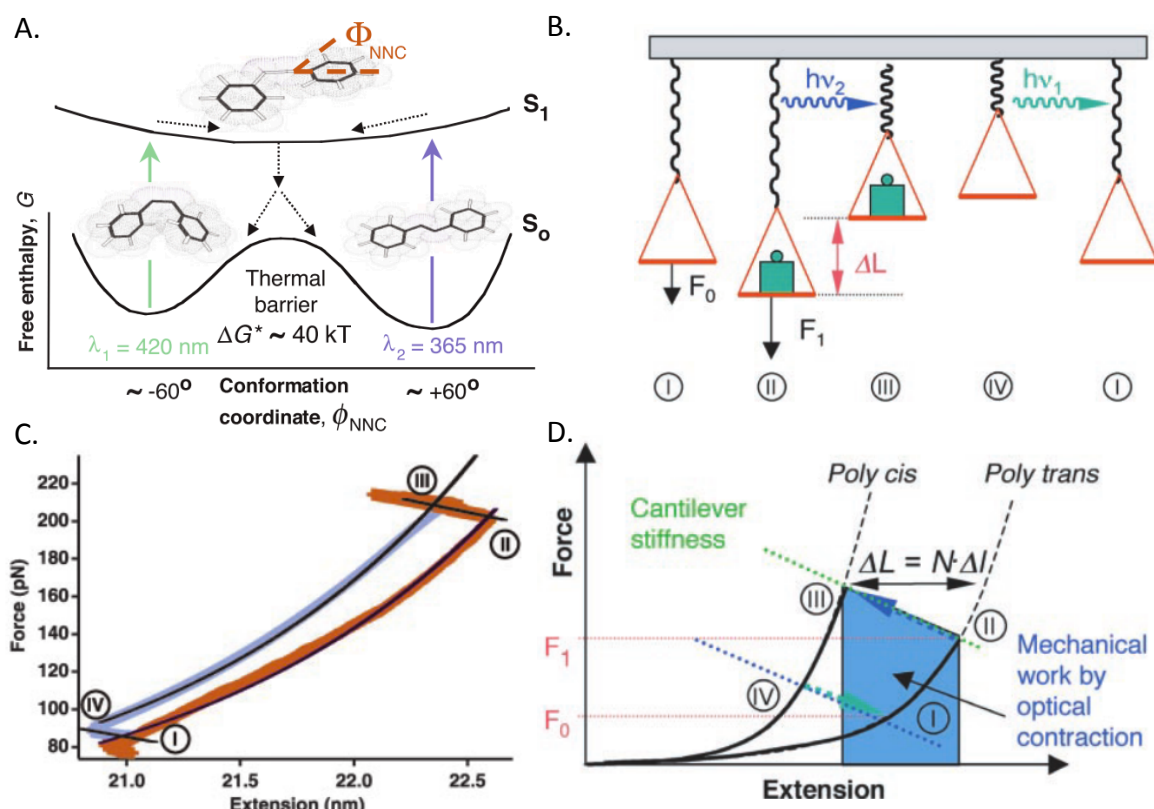 A.
Φ
NNC
S1
So
Free enthalpy, G
Thermal
barrier
ΔG* ~ 40 kT
λ1 = 420 nm
λ2 = 365 nm
~ -60o
Conformation
coordinate, ϕNNC
~ +60o
B.
hν2
hν1
ΔL
F0
F1
I
II
III
IV
I
C.
Force (pN)
220
200
180
160
140
120
100
80
III
II
IV
I
21.0
21.5
22.0
22.5
Extension (nm)
D.
Poly cis
Poly trans
Cantilever
stiffness
Force
ΔL = N·Δl
III
II
F1
Mechanical
work by
optical
contraction
IV
I
F0
Extension